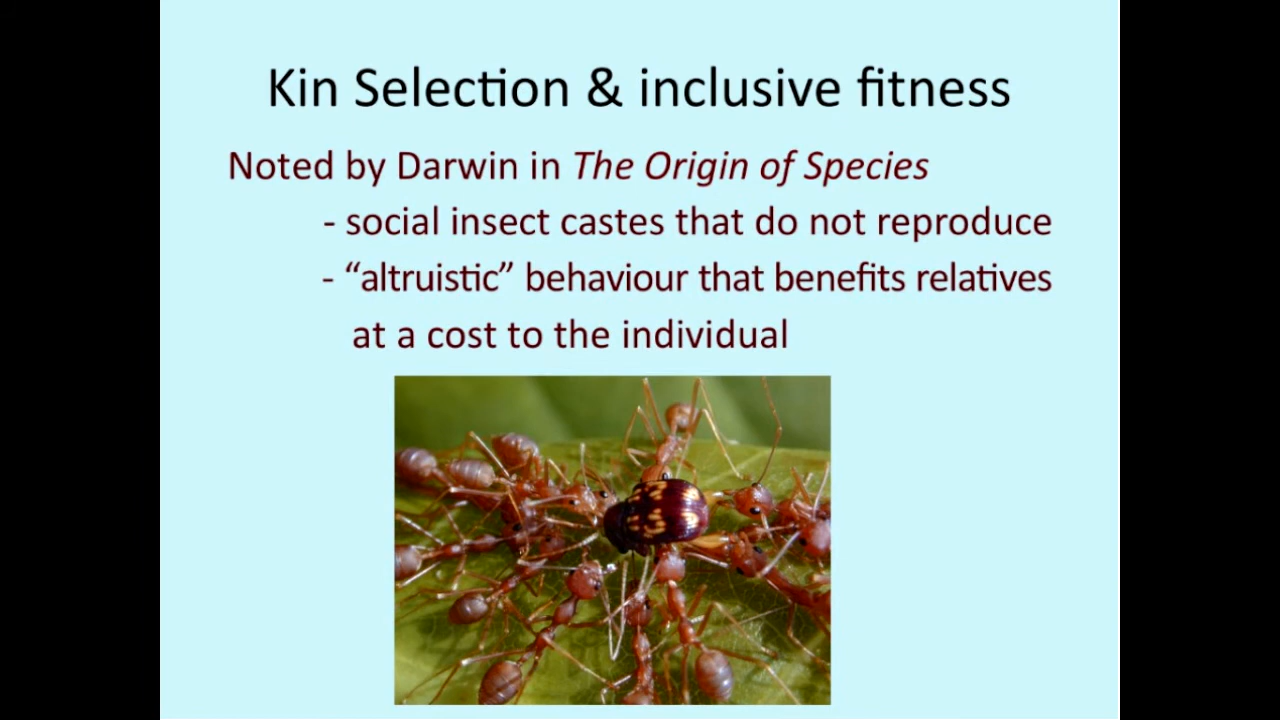 Kin Selection & inclusive fitness
Noted by Darwin in The Origin of Species
- social insect castes that do not reproduce
- “altruistic” behaviour that benefits relatives
at a cost to the individual